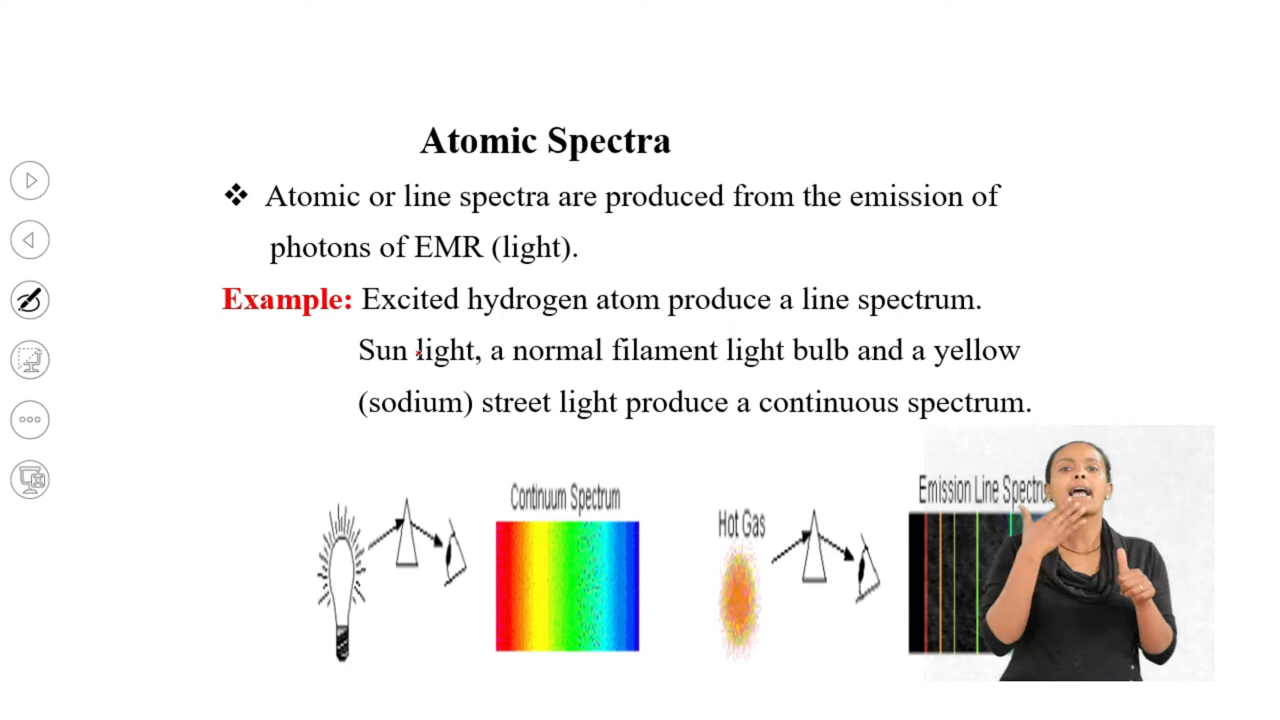 Atomic Spectra
❖ Atomic or line spectra are produced from the emission of
photons of EMR (light).
Example: Excited hydrogen atom produce a line spectrum.
Sun light, a normal filament light bulb and a yellow
(sodium) street light produce a continuous spectrum.
Continuum Spectrum
Hot Gas
Emission Line